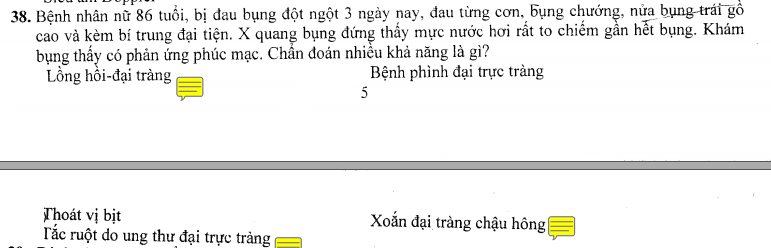 38. Bệnh nhân nữ 86 tuổi, bị đau bụng đột ngột 3 ngày nay, đau từng cơn, bụng chướng, nửa bụng trái gồ
cao và kèm bí trung đại tiện. X quang bụng đứng thấy mực nước hơi rất to chiếm gần hết bụng. Khám
bụng thấy có phản ứng phúc mạc. Chẩn đoán nhiều khả năng là gì?
Lồng hồi-đại tràng Bệnh phình đại trực tràng
5
Thoát vị bịt Xoắn đại tràng chậu hông
Tắc ruột do ung thư đại trực tràng